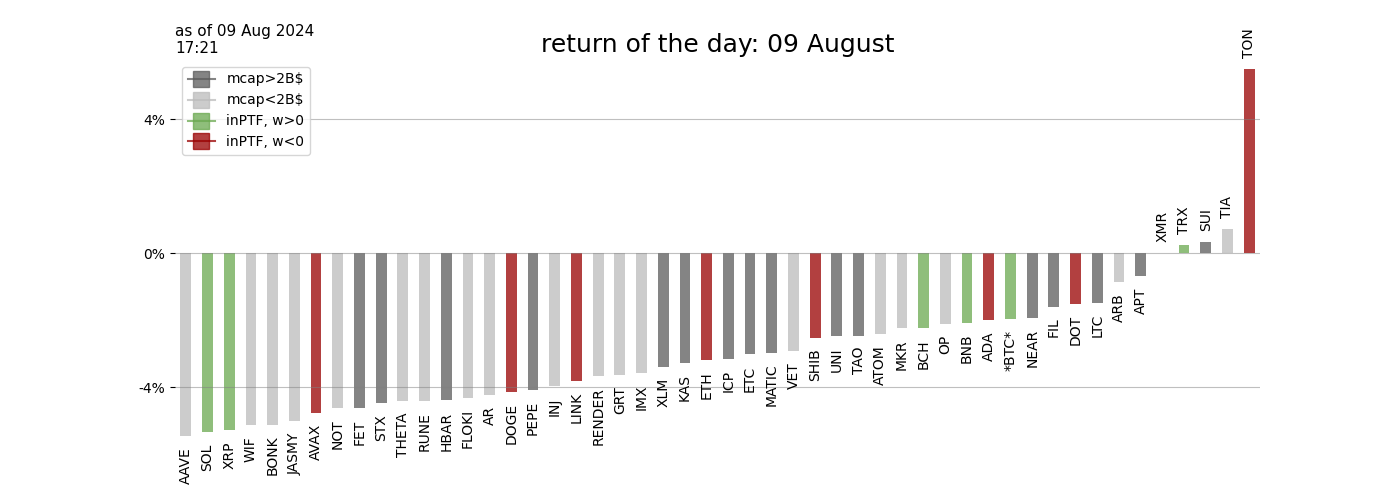 as of 09 Aug 2024
17:21
return of the day: 09 August
mcap>2B$
mcap<2B$
inPTF, w>0
inPTF, w<0
4%
0%
-4%
AAVE
SOL
XRP
WIF
BONK
JASMY
AVAX
NOT
FET
STX
THETA
RUNE
HBAR
FLOKI
AR
DOGE
PEPE
INJ
LINK
RENDER
GRT
IMX
XLM
KAS
ETH
ICP
ETC
MATIC
VET
SHIB
UNI
TAO
ATOM
MKR
BCH
OP
BNB
ADA
*BTC*
NEAR
FIL
DOT
LTC
ARB
APT
XMR
TRX
SUI
TIA
TON